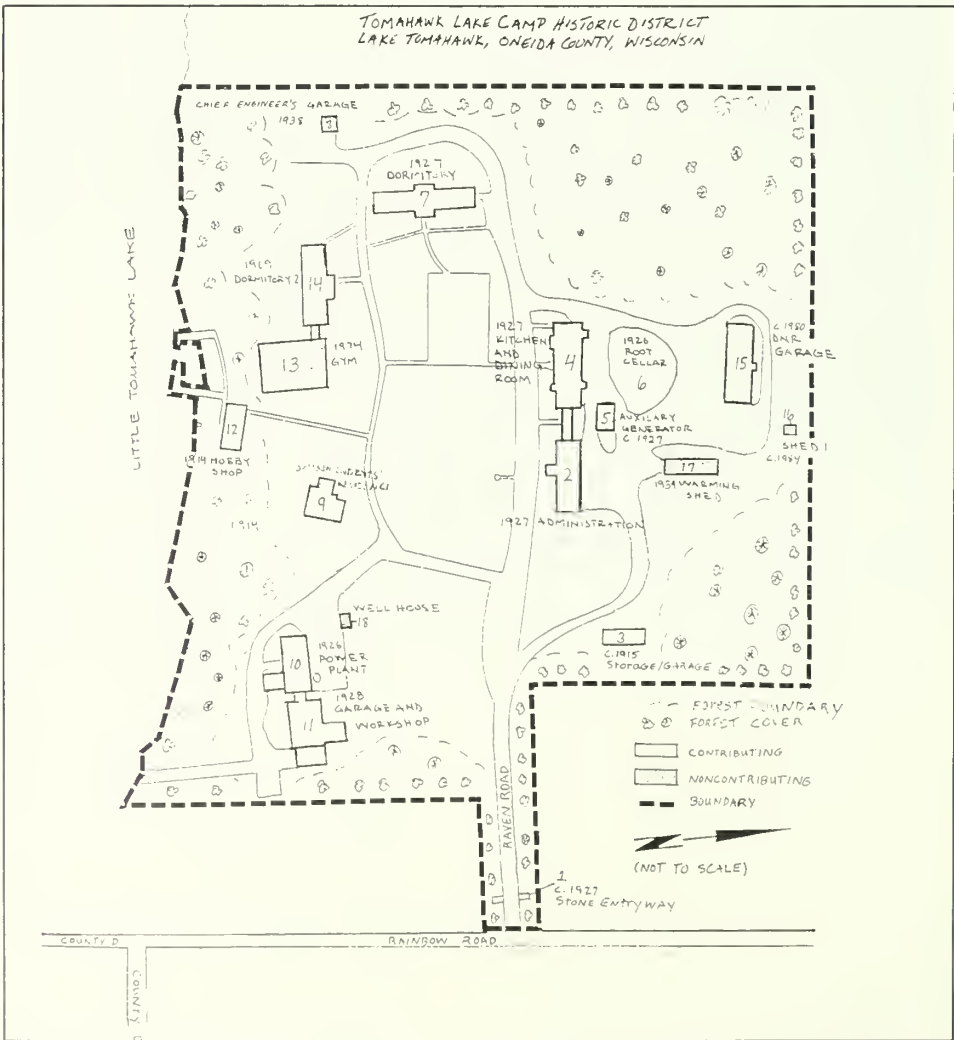 TOMAHAWK LAKE CAMP HISTORIC DISTRICT
LAKE TOMAHAWK, ONEIDA COUNTY, WISCONSIN
CHIEF ENGINEER'S GARAGE
1938
1927
DORMITORY
7
LITTLE TOMAHAWK LAKE
1969
DORMITORY 2
14
1974
GYM
13
12
1914 HOBBY
SHOP
9
1914
1927
KITCHEN
AND
DINING
ROOM
4
1926
ROOT
CELLAR
6
C. 1950
DNR
GARAGE
15
5
AUXILARY
GENERATOR
C. 1927
16
SHED 1
C. 1984
17
1934 WARMING
SHED
2
1927 ADMINISTRATION
WELL HOUSE
18
10
1926
POWER
PLANT
1928
GARAGE AND
WORKSHOP
11
3
C. 1915
STORAGE/GARAGE
FOREST BOUNDARY
FOREST COVER
CONTRIBUTING
NONCONTRIBUTING
BOUNDARY
(NOT TO SCALE)
RAVEN ROAD
1
C. 1927
STONE ENTRYWAY
COUNTY D
RAINBOW ROAD
COUNTY D